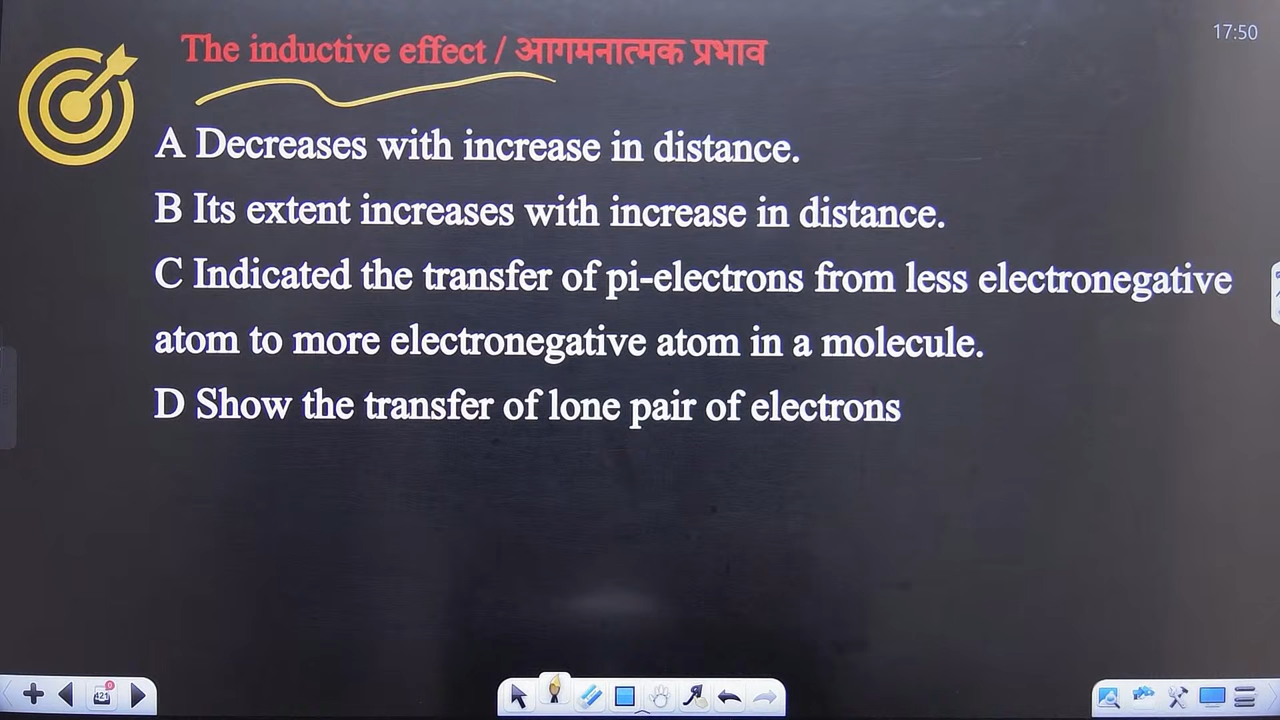 17:50
The inductive effect / आगमनात्मक प्रभाव
A Decreases with increase in distance.
B Its extent increases with increase in distance.
C Indicated the transfer of pi-electrons from less electronegative
atom to more electronegative atom in a molecule.
D Show the transfer of lone pair of electrons
421